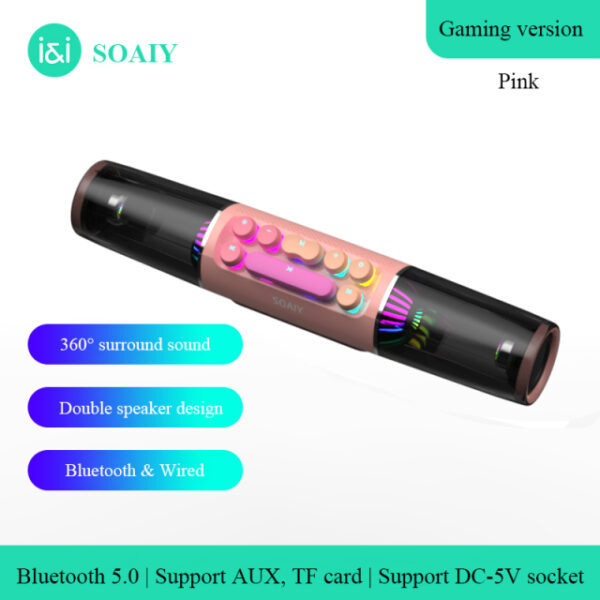 i&i SOAIY
Gaming version
Pink
SOAIY
360° surround sound
Double speaker design
Bluetooth & Wired
Bluetooth 5.0 | Support AUX, TF card | Support DC-5V socket